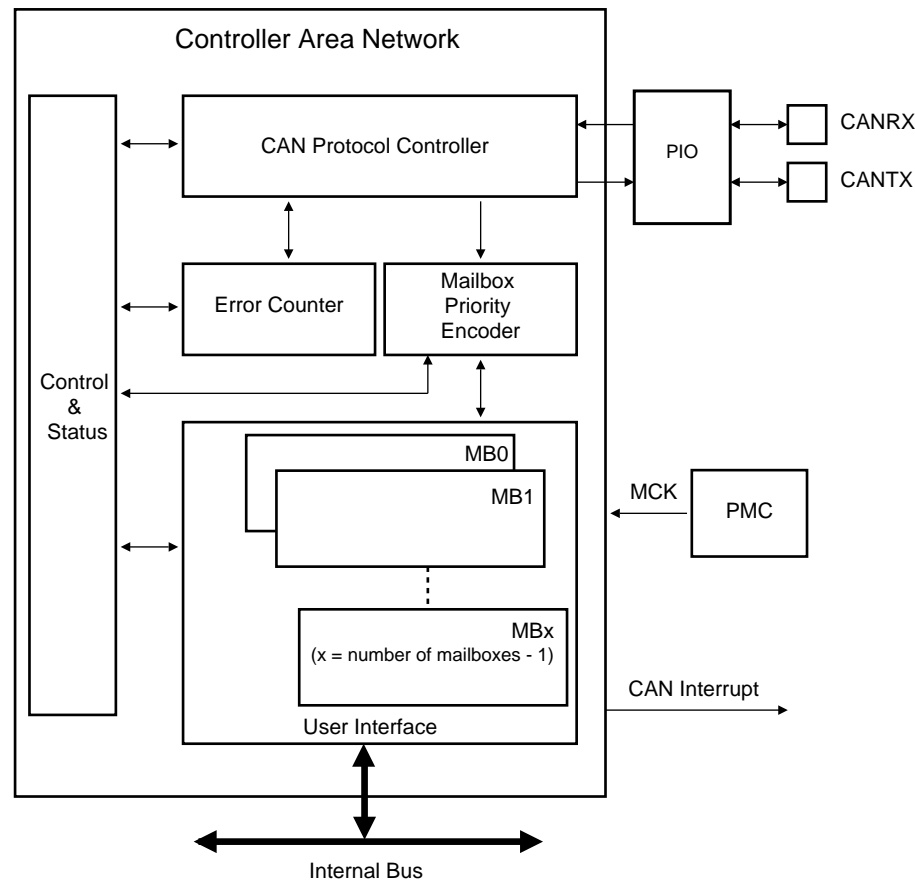 Controller Area Network
CAN Protocol Controller
PIO
CANRX
CANTX
Error Counter
Mailbox
Priority
Encoder
Control
&
Status
MB0
MB1
MCK
PMC
MBx
(x = number of mailboxes - 1)
CAN Interrupt
User Interface
Internal Bus